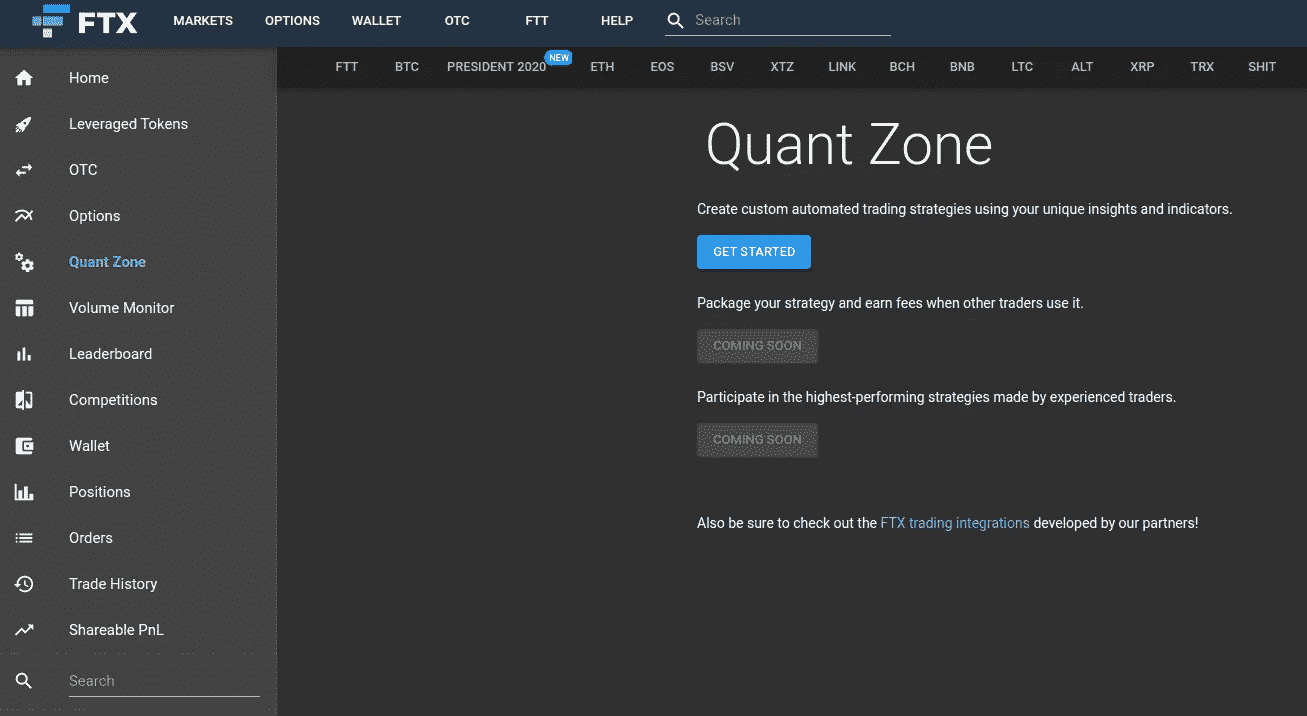 FTX MARKETS OPTIONS WALLET OTC FTT HELP Search
FTT BTC PRESIDENT 2020 NEW ETH EOS BSV XTZ LINK BCH BNB LTC ALT XRP TRX SHIT
Home
Leveraged Tokens
OTC
Options
Quant Zone
Volume Monitor
Leaderboard
Competitions
Wallet
Positions
Orders
Trade History
Shareable PnL
Search
Quant Zone
Create custom automated trading strategies using your unique insights and indicators.
GET STARTED
Package your strategy and earn fees when other traders use it.
COMING SOON
Participate in the highest-performing strategies made by experienced traders.
COMING SOON
Also be sure to check out the FTX trading integrations developed by our partners!